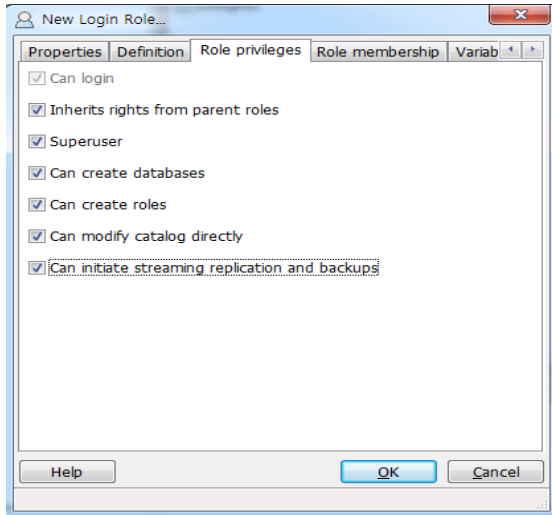 New Login Role...
Properties Definition Role privileges Role membership Variab
Can login
Inherits rights from parent roles
Superuser
Can create databases
Can create roles
Can modify catalog directly
Can initiate streaming replication and backups
Help OK Cancel